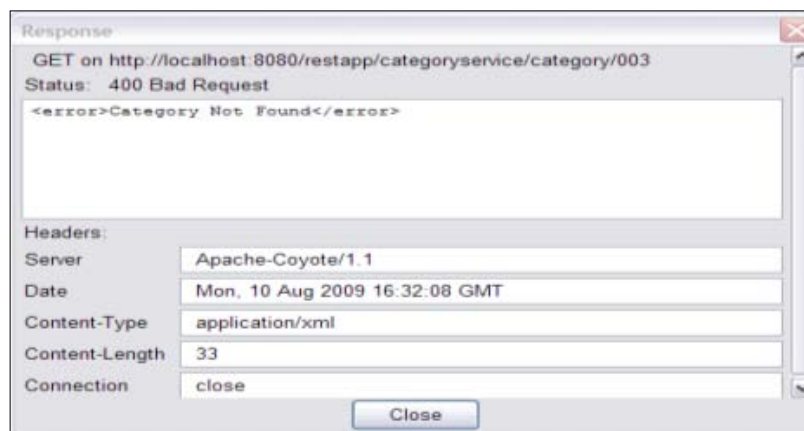 Response
GET on http://localhost:8080/restapp/categoryservice/category/003
Status: 400 Bad Request
<error>Category Not Found</error>
Headers:
Server Apache-Coyote/1.1
Date Mon, 10 Aug 2009 16:32:08 GMT
Content-Type application/xml
Content-Length 33
Connection close
Close